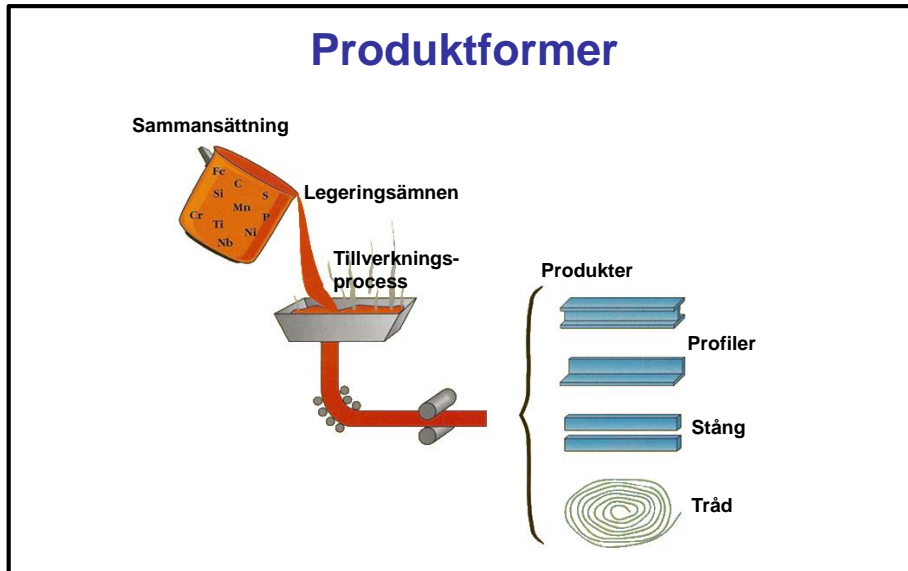 Produktformer
Sammansättning
Fe
C
Si
S
Mn
Cr
P
Ti
Ni
Nb
Legeringsämnen
Tillverknings-
process
Produkter
Profiler
Stång
Tråd